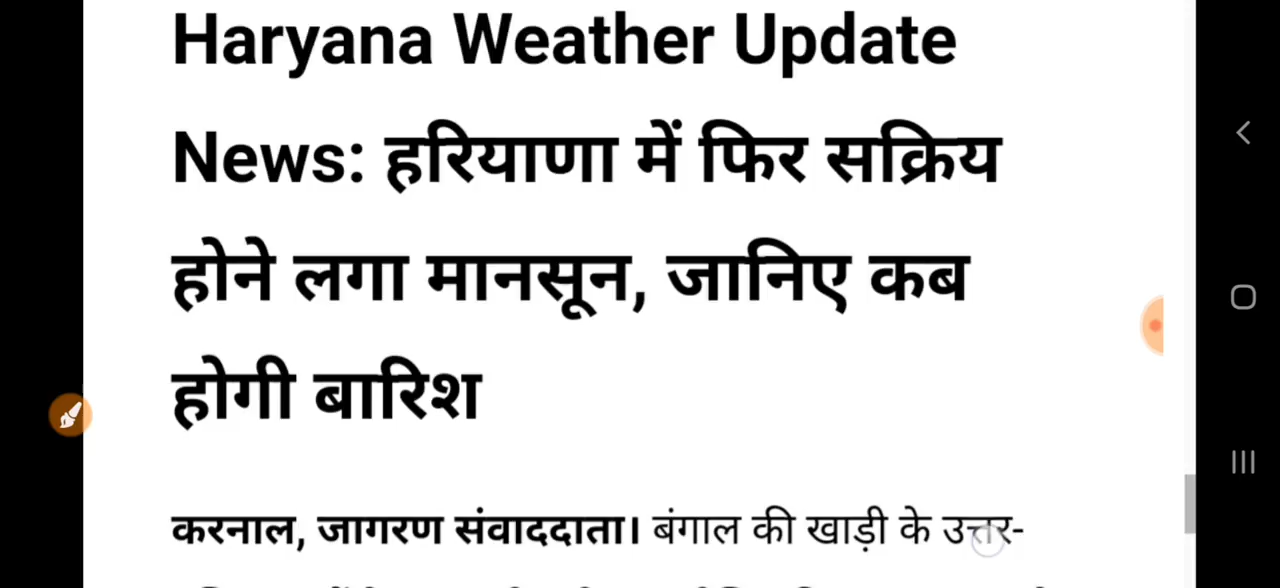 Haryana Weather Update
News: हरियाणा में फिर सक्रिय
होने लगा मानसून, जानिए कब
होगी बारिश
करनाल, जागरण संवाददाता। बंगाल की खाड़ी के उत्तर-